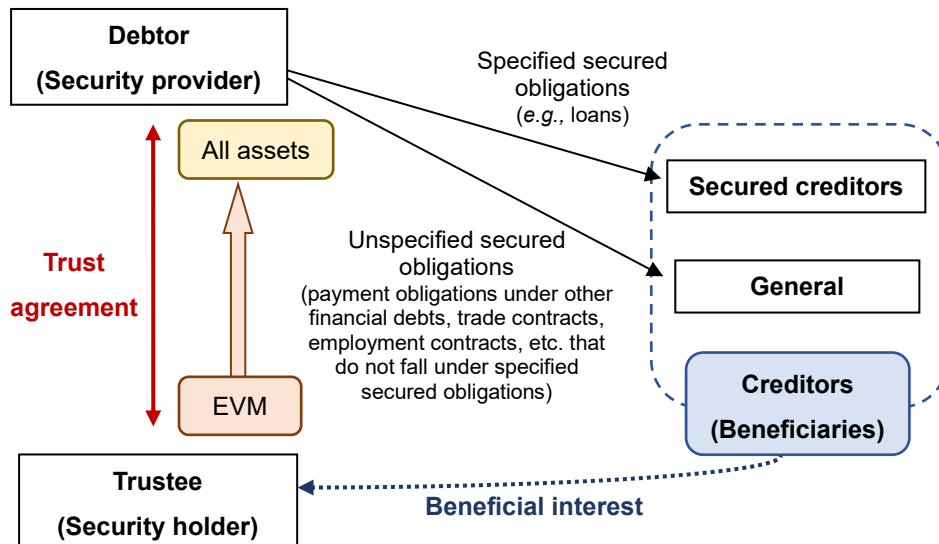 Debtor
(Security provider)
Specified secured
obligations
(e.g., loans)
All assets
Secured creditors
Trust
agreement
Unspecified secured
obligations
(payment obligations under other
financial debts, trade contracts,
employment contracts, etc. that
do not fall under specified
secured obligations)
General
EVM
Creditors
(Beneficiaries)
Trustee
(Security holder)
Beneficial interest